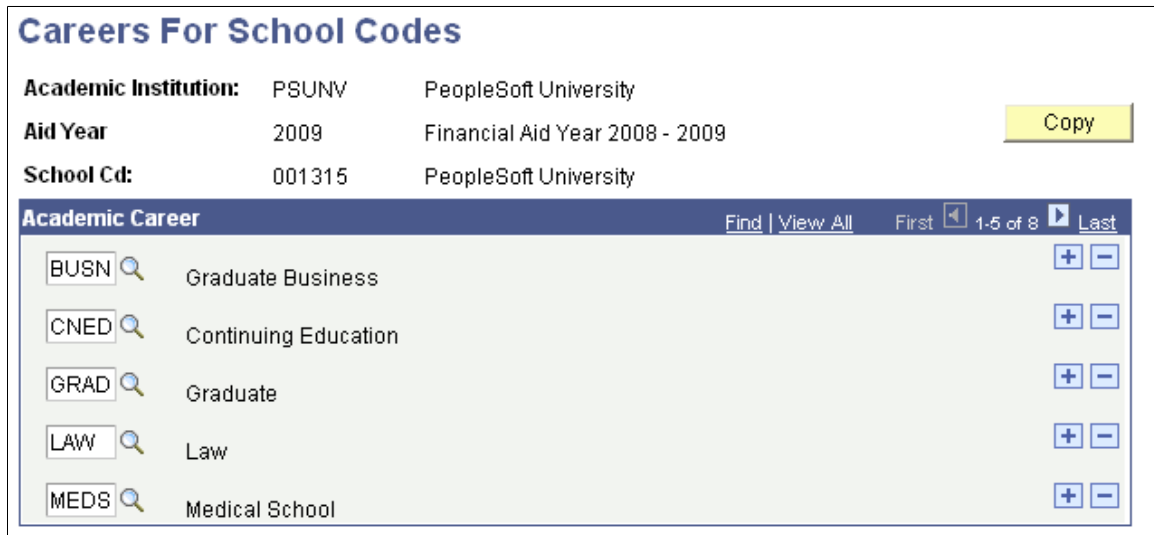 Careers For School Codes
Academic Institution: PSUNV PeopleSoft University
Aid Year 2009 Financial Aid Year 2008 - 2009
Copy
School Cd: 001315 PeopleSoft University
Academic Career Find | View All First 1-5 of 8 Last
BUSN Graduate Business
CNED Continuing Education
GRAD Graduate
LAW Law
MEDS Medical School